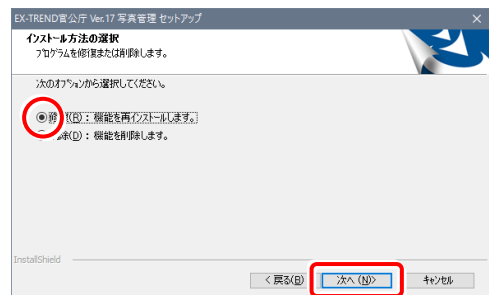 EX-TREND官公庁 Ver.17 写真管理 セットアップ
インストール方法の選択
プログラムを修復または削除します。
次のオプションから選択してください。
(R)：機能を再インストールします。
(D)：機能を削除します。
InstallShield
< 戻る(B)
次へ(N)>
キャンセル